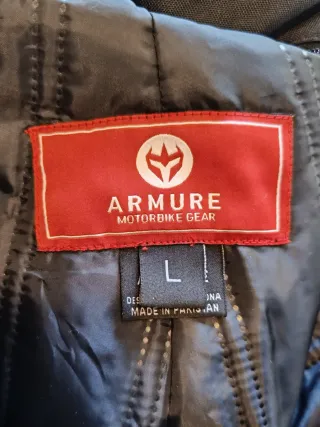 ARMURE
MOTORBIKE GEAR
L
MADE IN PAKISTAN